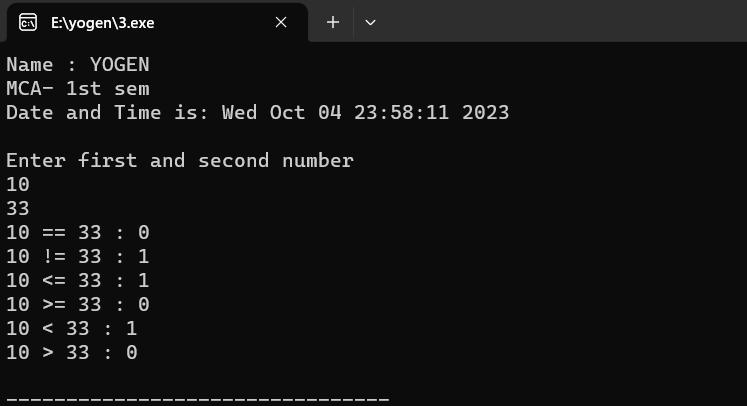 E:\yogen\3.exe
Name : YOGEN
MCA- 1st sem
Date and Time is: Wed Oct 04 23:58:11 2023
Enter first and second number
10
33
10 == 33 : 0
10 != 33 : 1
10 <= 33 : 1
10 >= 33 : 0
10 < 33 : 1
10 > 33 : 0
--------------------------------